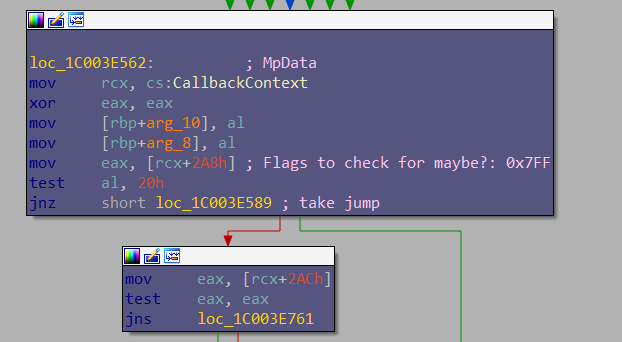 loc_1C003E562: ; MpData
mov rcx, cs:CallbackContext
xor eax, eax
mov [rbp+arg_10], al
mov [rbp+arg_8], al
mov eax, [rcx+2A8h] ; Flags to check for maybe?: 0x7FF
test al, 20h
jnz short loc_1C003E589 ; take jump
mov eax, [rcx+2ACh]
test eax, eax
jns loc_1C003E761